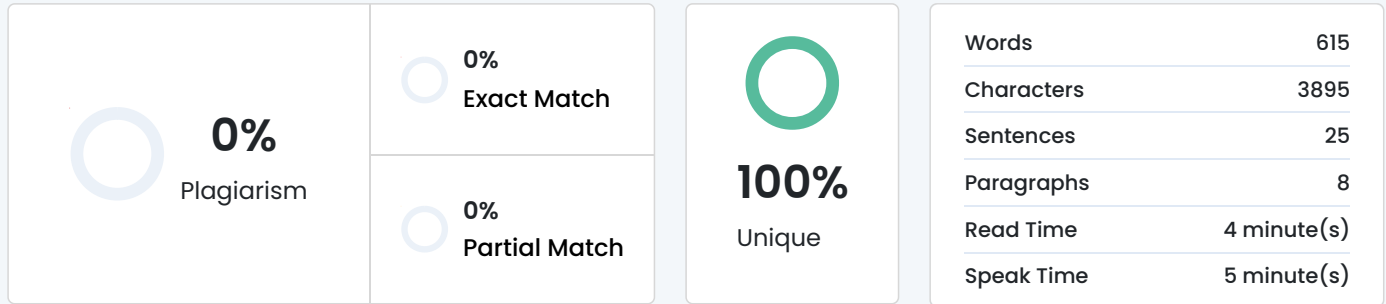 0%
Plagiarism
0%
Exact Match
0%
Partial Match
100%
Unique
Words 615
Characters 3895
Sentences 25
Paragraphs 8
Read Time 4 minute(s)
Speak Time 5 minute(s)